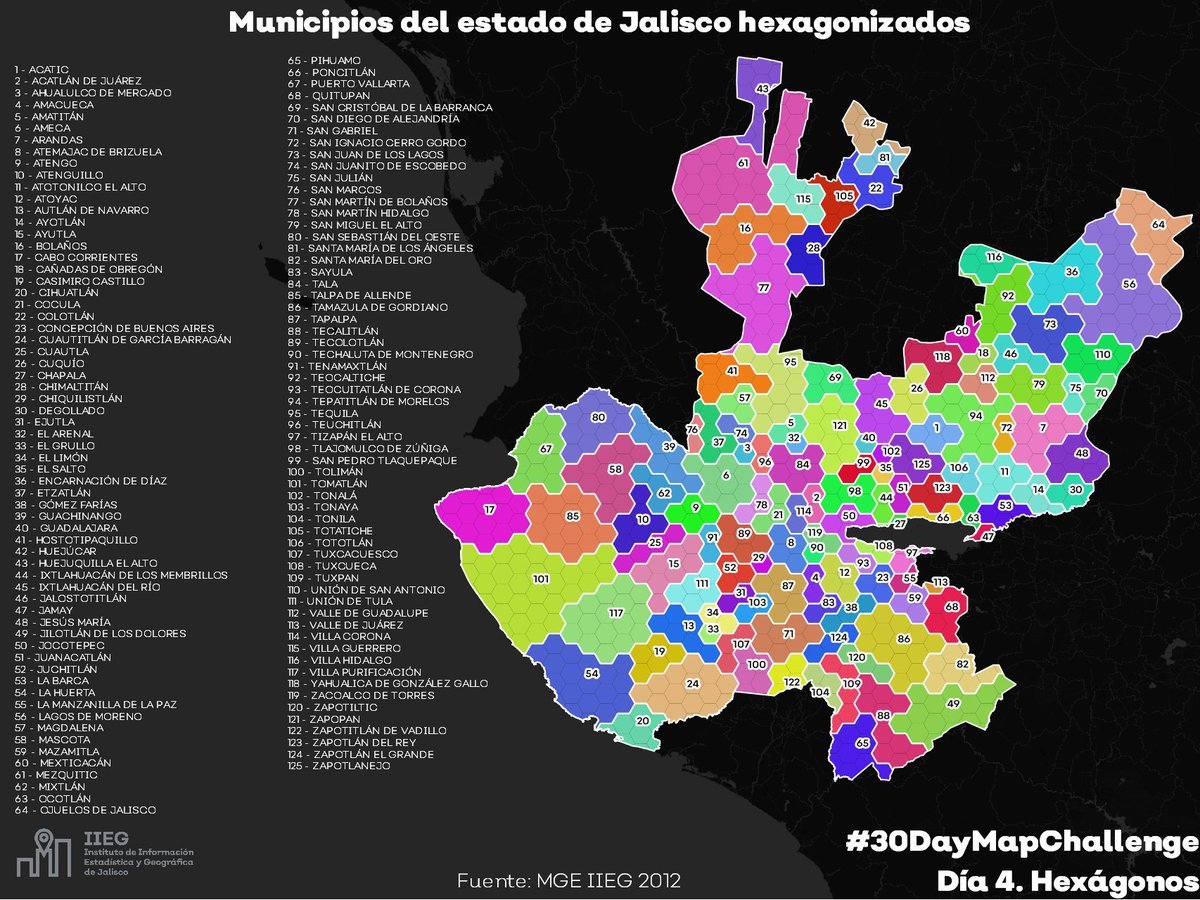 Municipios del estado de Jalisco hexagonizados
1 - ACATIC
2 - ACATLÁN DE JUÁREZ
3 - AHUALULCO DE MERCADO
4 - AMACUECA
5 - AMATITÁN
6 - AMECA
7 - ARANDAS
8 - ATEMAJAC DE BRIZUELA
9 - ATENGO
10 - ATENGUILLO
11 - ATOTONILCO EL ALTO
12 - ATOYAC
13 - AUTLÁN DE NAVARRO
14 - AYOTLÁN
15 - AYUTLA
16 - BOLAÑOS
17 - CABO CORRIENTES
18 - CAÑADAS DE OBREGÓN
19 - CASIMIRO CASTILLO
20 - CIHUATLÁN
21 - COCULA
22 - COLOTLÁN
23 - CONCEPCIÓN DE BUENOS AIRES
24 - CUAUTITLÁN DE GARCÍA BARRAGÁN
25 - CUAUTLA
26 - CUQUÍO
27 - CHAPALA
28 - CHIMALTITÁN
29 - CHIQUILISTLÁN
30 - DEGOLLADO
31 - EJUTLA
32 - EL ARENAL
33 - EL GRULLO
34 - EL LIMÓN
35 - EL SALTO
36 - ENCARNACIÓN DE DÍAZ
37 - ETZATLÁN
38 - GÓMEZ FARÍAS
39 - GUACHINANGO
40 - GUADALAJARA
41 - HOSTOTIPAQUILLO
42 - HUEJÚCAR
43 - HUEJUQUILLA EL ALTO
44 - IXTLAHUACÁN DE LOS MEMBRILLOS
45 - IXTLAHUACÁN DEL RÍO
46 - JALOSTOTITLÁN
47 - JAMAY
48 - JESÚS MARÍA
49 - JILOTLÁN DE LOS DOLORES
50 - JOCOTEPEC
51 - JUANACATLÁN
52 - JUCHITLÁN
53 - LA BARCA
54 - LA HUERTA
55 - LA MANZANILLA DE LA PAZ
56 - LAGOS DE MORENO
57 - MAGDALENA
58 - MASCOTA
59 - MAZAMITLA
60 - MEXTICACÁN
61 - MEZQUITIC
62 - MIXTLÁN
63 - OCOTLÁN
64 - OJUELOS DE JALISCO
65 - PIHUAMO
66 - PONCITLÁN
67 - PUERTO VALLARTA
68 - QUITUPAN
69 - SAN CRISTÓBAL DE LA BARRANCA
70 - SAN DIEGO DE ALEJANDRÍA
71 - SAN GABRIEL
72 - SAN IGNACIO CERRO GORDO
73 - SAN JUAN DE LOS LAGOS
74 - SAN JUANITO DE ESCOBEDO
75 - SAN JULIÁN
76 - SAN MARCOS
77 - SAN MARTÍN DE BOLAÑOS
78 - SAN MARTÍN HIDALGO
79 - SAN MIGUEL EL ALTO
80 - SAN SEBASTIÁN DEL OESTE
81 - SANTA MARÍA DE LOS ÁNGELES
82 - SANTA MARÍA DEL ORO
83 - SAYULA
84 - TALA
85 - TALPA DE ALLENDE
86 - TAMAZULA DE GORDIANO
87 - TAPALPA
88 - TECALITLÁN
89 - TECOLOTLÁN
90 - TECHALUTA DE MONTENEGRO
91 - TENAMAXTLÁN
92 - TEOCALTICHE
93 - TEOCUITATLÁN DE CORONA
94 - TEPATITLÁN DE MORELOS
95 - TEQUILA
96 - TEUCHITLÁN
97 - TIZAPÁN EL ALTO
98 - TLAJOMULCO DE ZÚÑIGA
99 - SAN PEDRO TLAQUEPAQUE
100 - TOLIMÁN
101 - TOMATLÁN
102 - TONALÁ
103 - TONAYA
104 - TONILA
105 - TOTATICHE
106 - TOTOTLÁN
107 - TUXCACUESCO
108 - TUXCUECA
109 - TUXPAN
110 - UNIÓN DE SAN ANTONIO
111 - UNIÓN DE TULA
112 - VALLE DE GUADALUPE
113 - VALLE DE JUÁREZ
114 - VILLA CORONA
115 - VILLA GUERRERO
116 - VILLA HIDALGO
117 - VILLA PURIFICACIÓN
118 - YAHUALICA DE GONZÁLEZ GALLO
119 - ZACOALCO DE TORRES
120 - ZAPOTILTIC
121 - ZAPOPAN
122 - ZAPOTITLÁN DE VADILLO
123 - ZAPOTLÁN DEL REY
124 - ZAPOTLÁN EL GRANDE
125 - ZAPOTLANEJO
43
42
81
61
22
105
115
16
28
77
64
116
36
56
92
73
60
118
18
46
110
95
41
69
112
79
75
70
26
57
45
94
80
76
74
5
121
1
72
7
37
3
32
40
39
67
102
48
96
84
99
35
125
106
11
58
6
51
123
14
30
62
98
44
78
2
53
17
9
114
50
66
63
85
10
21
27
47
89
119
91
25
8
90
108
97
29
93
15
52
12
101
87
4
23
55
111
113
31
103
83
38
59
68
34
117
13
33
71
124
86
107
19
120
100
82
54
122
109
24
104
49
88
20
65
IIEG
Instituto de Información
Estadística y Geográfica
de Jalisco
Fuente: MGE IIEG 2012
#30DayMapChallenge
Día 4. Hexágonos